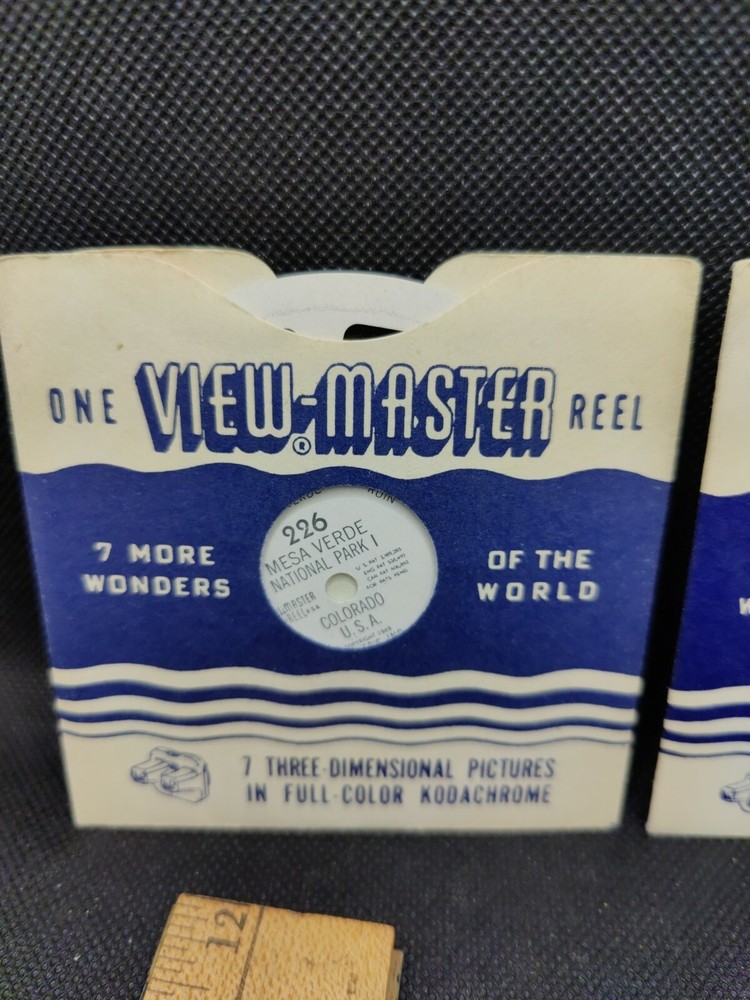 ONE VIEW-MASTER® REEL
7 MORE WONDERS
OF THE WORLD
226
MESA VERDE
NATIONAL PARK I
COLORADO
U.S.A.
7 THREE-DIMENSIONAL PICTURES
IN FULL-COLOR KODACHROME
12